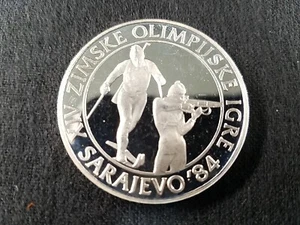 XIV ZIMSKE OLIMPIJSKE IGRE
SARAJEVO '84